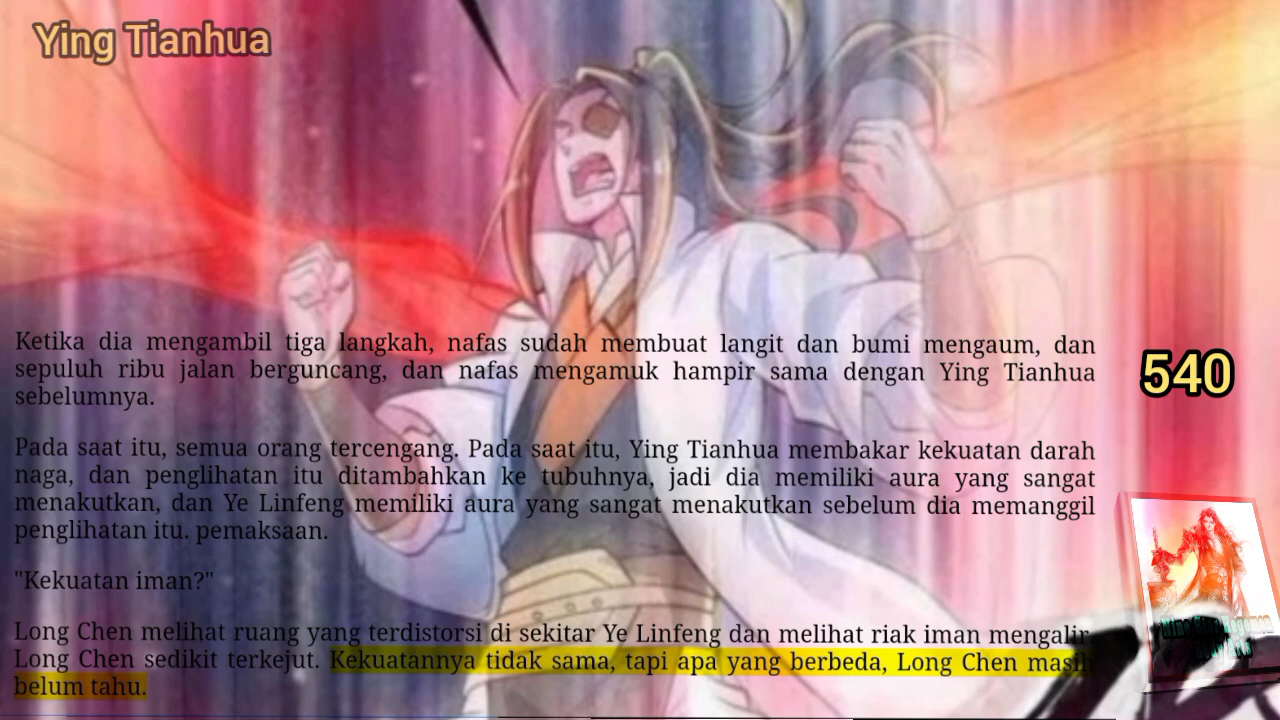 Ying Tianhua
Ketika dia mengambil tiga langkah, nafas sudah membuat langit dan bumi mengaum, dan
sepuluh ribu jalan berguncang, dan nafas mengamuk hampir sama dengan Ying Tianhua
sebelumnya.
540
Pada saat itu, semua orang tercengang. Pada saat itu, Ying Tianhua membakar kekuatan darah
naga, dan penglihatan itu ditambahkan ke tubuhnya, jadi dia memiliki aura yang sangat
menakutkan, dan Ye Linfeng memiliki aura yang sangat menakutkan sebelum dia memanggil
penglihatan itu. pemaksaan.
"Kekuatan iman?"
Long Chen melihat ruang yang terdistorsi di sekitar Ye Linfeng dan melihat riak iman mengalir,
Long Chen sedikit terkejut. Kekuatannya tidak sama, tapi apa yang berbeda, Long Chen masih
belum tahu.